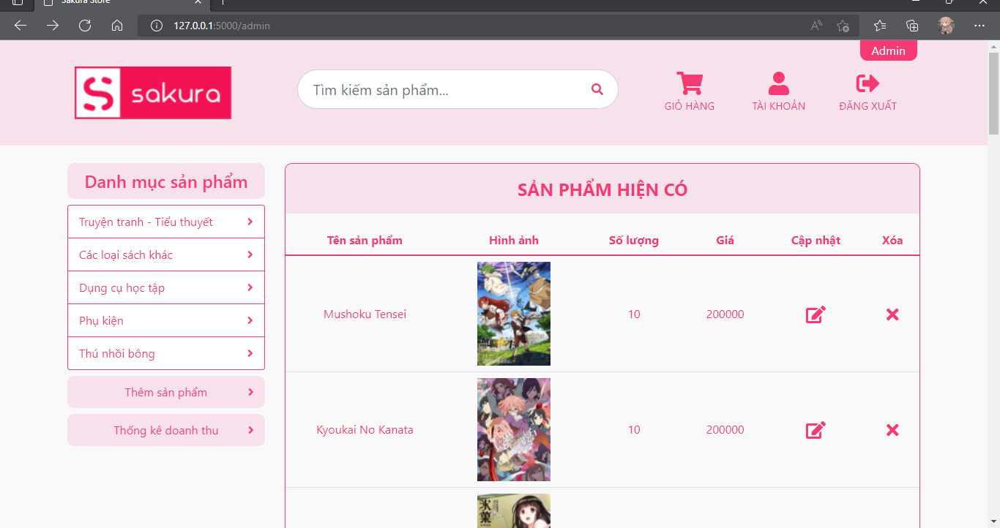 Sakura Store
127.0.0.1:5000/admin
Admin
S sakura
Tìm kiếm sản phẩm...
GIỎ HÀNG
TÀI KHOẢN
ĐĂNG XUẤT
Danh mục sản phẩm
Truyện tranh - Tiểu thuyết
Các loại sách khác
Dụng cụ học tập
Phụ kiện
Thú nhồi bông
Thêm sản phẩm
Thống kê doanh thu
SẢN PHẨM HIỆN CÓ
Tên sản phẩm Hình ảnh Số lượng Giá Cập nhật Xóa
Mushoku Tensei 10 200000
Kyoukai No Kanata 10 200000
氷菓